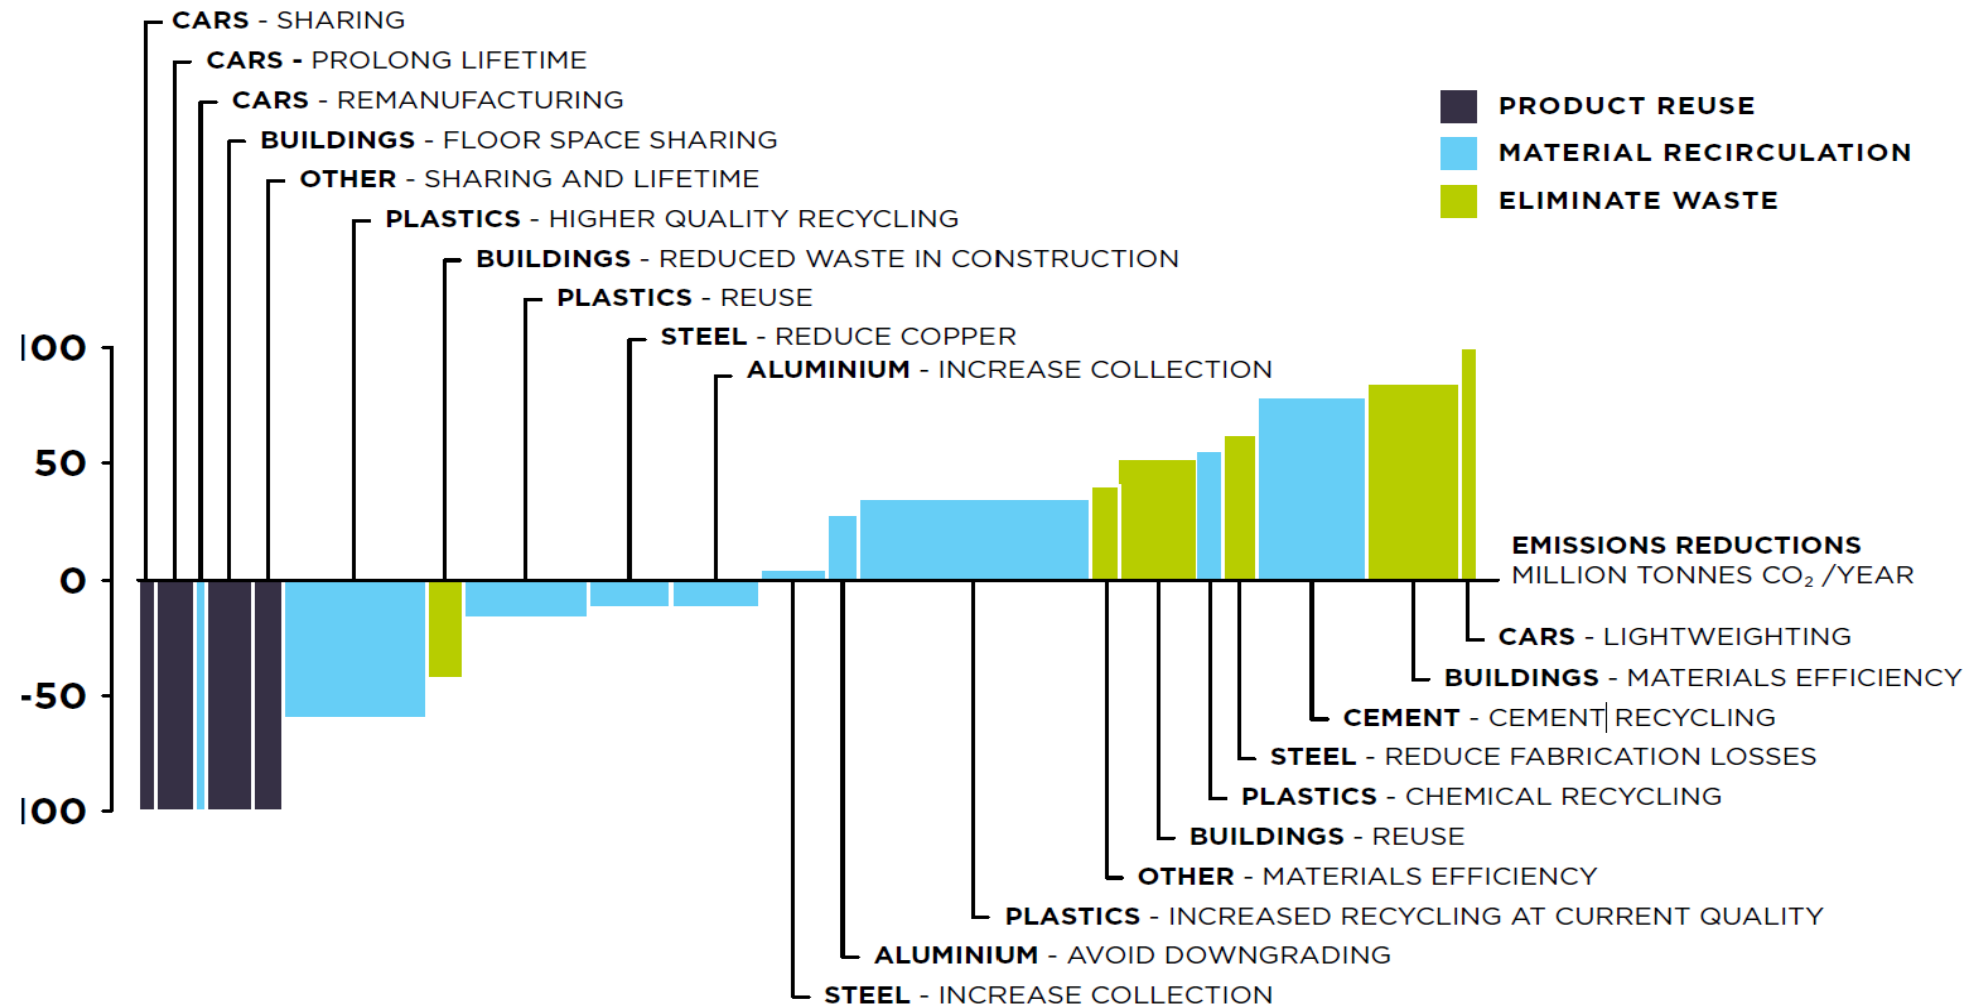 CARS - SHARING
CARS - PROLONG LIFETIME
CARS - REMANUFACTURING
BUILDINGS - FLOOR SPACE SHARING
OTHER - SHARING AND LIFETIME
PLASTICS - HIGHER QUALITY RECYCLING
BUILDINGS - REDUCED WASTE IN CONSTRUCTION
PLASTICS - REUSE
STEEL - REDUCE COPPER
ALUMINIUM - INCREASE COLLECTION
PRODUCT REUSE
MATERIAL RECIRCULATION
ELIMINATE WASTE
100
50
0
-50
100
EMISSIONS REDUCTIONS
MILLION TONNES CO₂ /YEAR
CARS - LIGHTWEIGHTING
BUILDINGS - MATERIALS EFFICIENCY
CEMENT - CEMENT RECYCLING
STEEL - REDUCE FABRICATION LOSSES
PLASTICS - CHEMICAL RECYCLING
BUILDINGS - REUSE
OTHER - MATERIALS EFFICIENCY
PLASTICS - INCREASED RECYCLING AT CURRENT QUALITY
ALUMINIUM - AVOID DOWNGRADING
STEEL - INCREASE COLLECTION